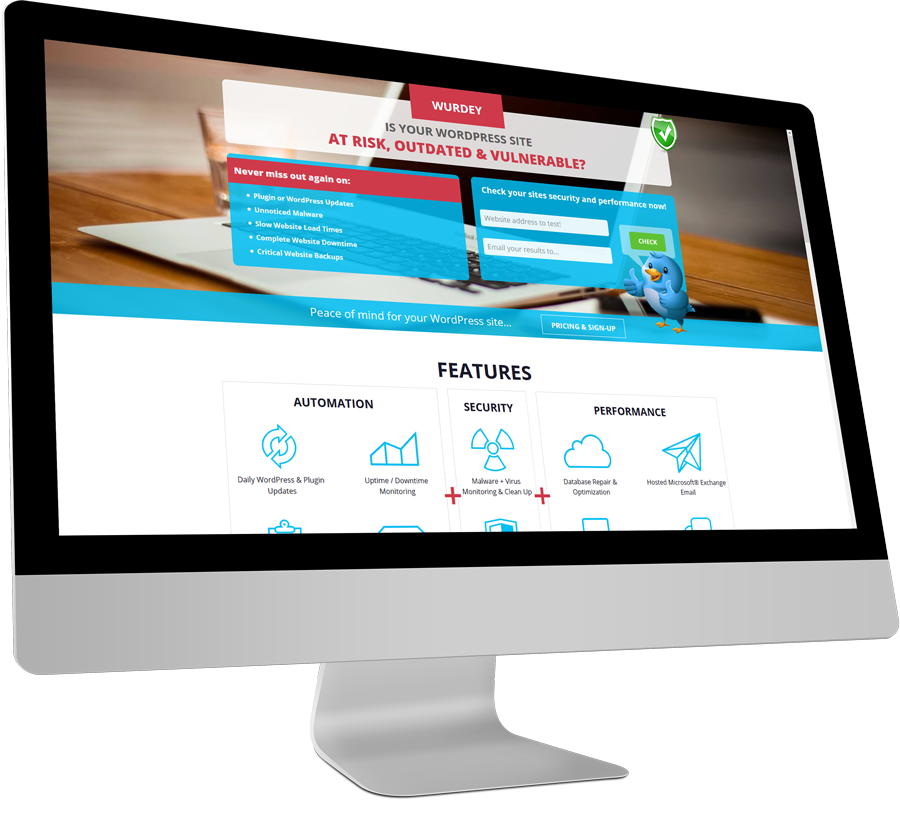 WURDEY
IS YOUR WORDPRESS SITE
AT RISK, OUTDATED & VULNERABLE?
Never miss out again on:
Plugin or WordPress Updates
Unnoticed Malware
Slow Website Load Times
Complete Website Downtime
Critical Website Backups
Check your sites security and performance now!
Website address to test!
Email your results to...
CHECK
Peace of mind for your WordPress site...
PRICING & SIGN-UP
FEATURES
AUTOMATION
Daily WordPress & Plugin
Updates
Uptime / Downtime
Monitoring
SECURITY
Malware + Virus
Monitoring & Clean Up
PERFORMANCE
Database Repair &
Optimization
Hosted Microsoft® Exchange
Email